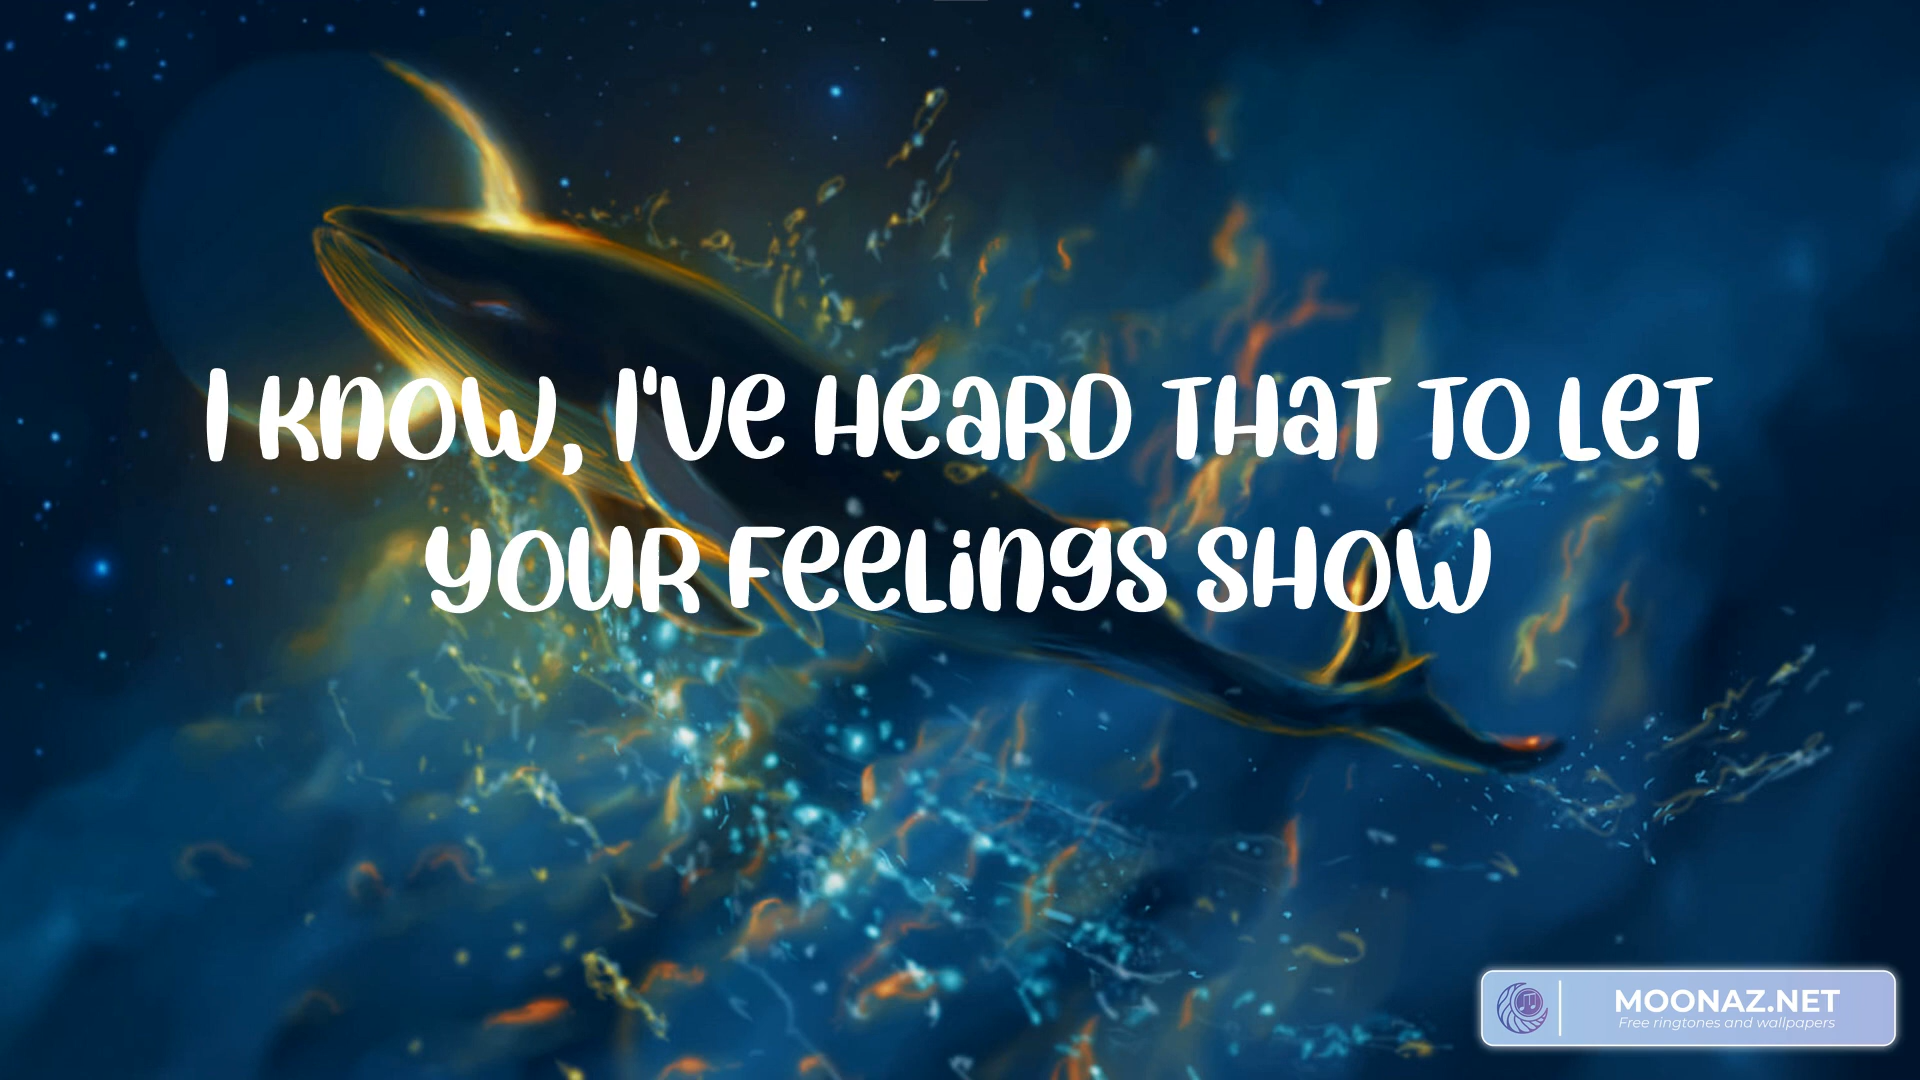 I KNOW, I'VE HEARD THAT TO LET
YOUR FEELINGS SHOW
MOONAZ.NET
Free ringtones and wallpapers